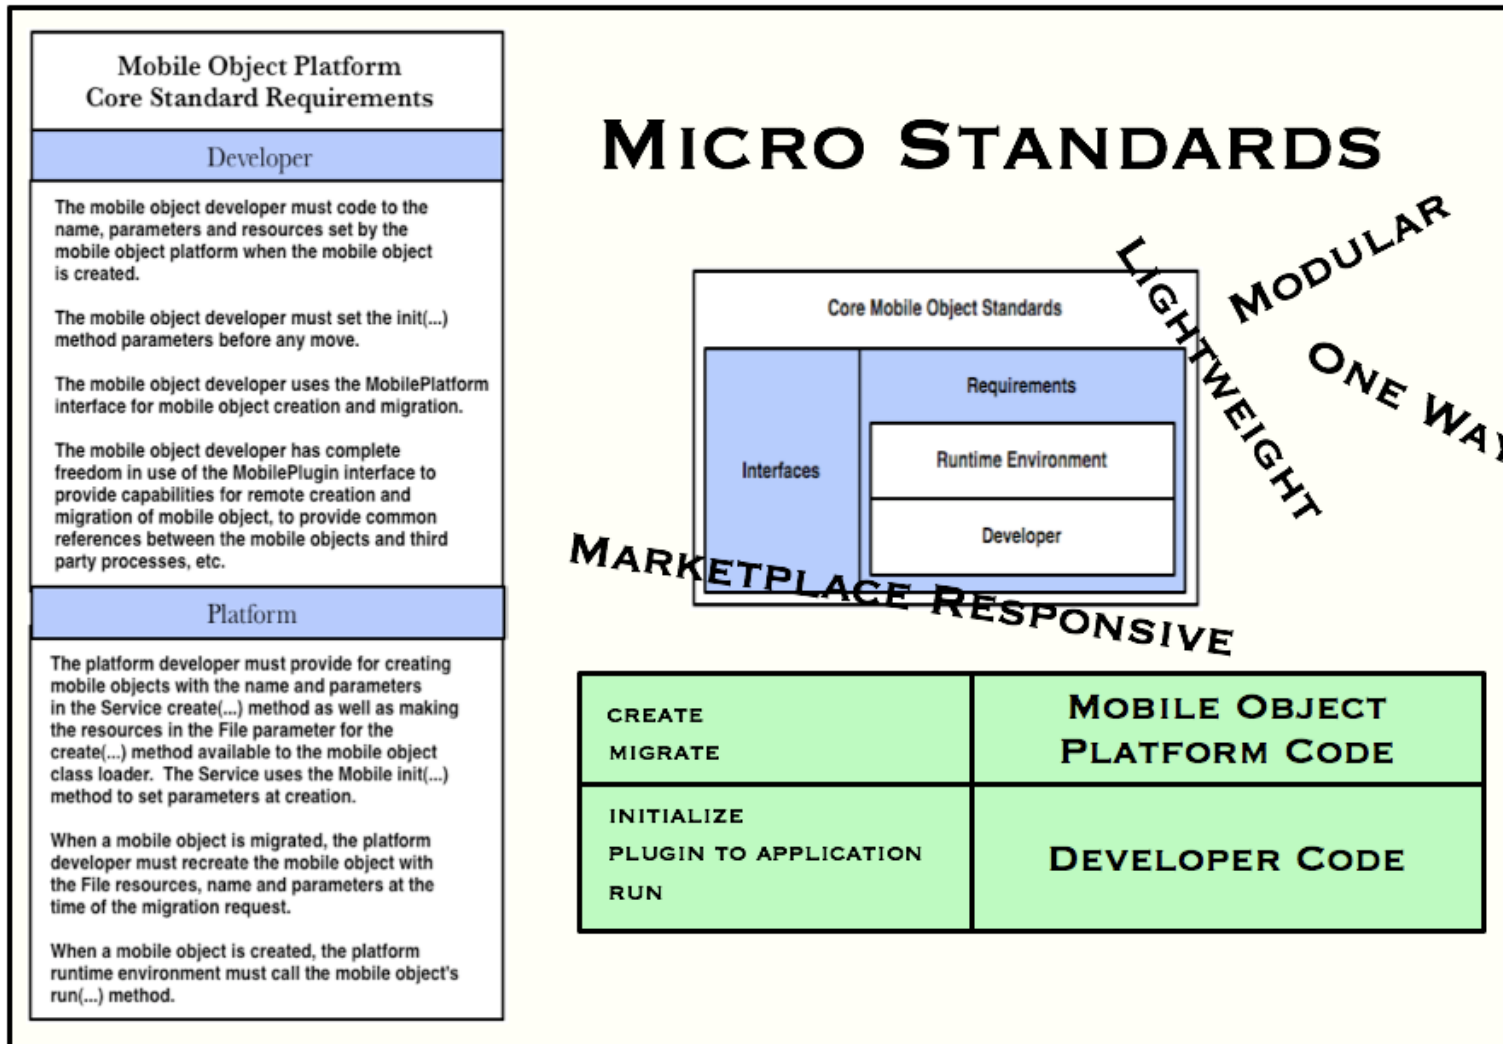 Mobile Object Platform
Core Standard Requirements
Developer
The mobile object developer must code to the
name, parameters and resources set by the
mobile object platform when the mobile object
is created.
The mobile object developer must set the init(...)
method parameters before any move.
The mobile object developer uses the MobilePlatform
interface for mobile object creation and migration.
The mobile object developer has complete
freedom in use of the MobilePlugin interface to
provide capabilities for remote creation and
migration of mobile object, to provide common
references between the mobile objects and third
party processes, etc.
Platform
The platform developer must provide for creating
mobile objects with the name and parameters
in the Service create(...) method as well as making
the resources in the File parameter for the
create(...) method available to the mobile object
class loader.  The Service uses the Mobile init(...)
method to set parameters at creation.
When a mobile object is migrated, the platform
developer must recreate the mobile object with
the File resources, name and parameters at the
time of the migration request.
When a mobile object is created, the platform
runtime environment must call the mobile object's
run(...) method.
MICRO STANDARDS
LIGHTWEIGHT
MODULAR
ONE WAY
Core Mobile Object Standards
Interfaces
Requirements
Runtime Environment
Developer
MARKETPLACE RESPONSIVE
CREATE
MIGRATE
MOBILE OBJECT
PLATFORM CODE
INITIALIZE
PLUGIN TO APPLICATION
RUN
DEVELOPER CODE